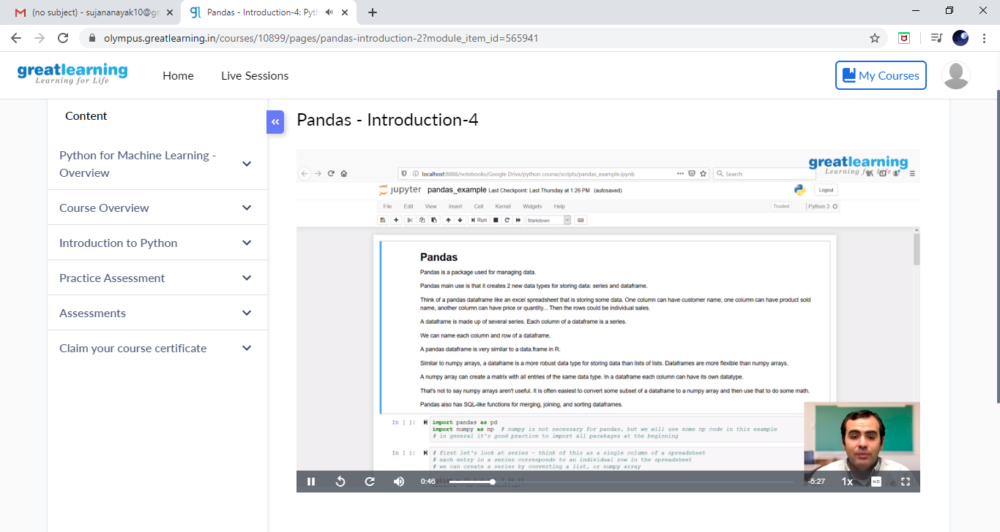 (no subject) - sujananayak10@gm
Pandas - Introduction-4: Pyth
olympus.greatlearning.in/courses/10899/pages/pandas-introduction-2?module_item_id=565941
greatlearning
Learning for Life
Home
Live Sessions
My Courses
Content
Python for Machine Learning -
Overview
Course Overview
Introduction to Python
Practice Assessment
Assessments
Claim your course certificate
Pandas - Introduction-4
greatlearning
Learning for Life
localhost:8888/notebooks/Google Drive/python course/scripts/pandas_example.ipynb
Search
jupyter pandas_example Last Checkpoint: Last Thursday at 1:26 PM (autosaved)
Logout
File Edit View Insert Cell Kernel Widgets Help
Trusted
Python 3
Run
Markdown
Pandas
Pandas is a package used for managing data.
Pandas main use is that it creates 2 new data types for storing data: series and dataframe.
Think of a pandas dataframe like an excel spreadsheet that is storing some data. One column can have customer name, one column can have product sold
name, another column can have price or quantity... Then the rows could be individual sales.
A dataframe is made up of several series. Each column of a dataframe is a series.
We can name each column and row of a dataframe.
A pandas dataframe is very similar to a data.frame in R.
Similar to numpy arrays, a dataframe is a more robust data type for storing data than lists of lists. Dataframes are more flexible than numpy arrays.
A numpy array can create a matrix with all entries of the same data type. In a dataframe each column can have its own datatype.
That's not to say numpy arrays aren't useful. It is often easiest to convert some subset of a dataframe to a numpy array and then use that to do some math.
Pandas also has SQL-like functions for merging, joining, and sorting dataframes.
In [ ]: import pandas as pd
import numpy as np # numpy is not necessary for pandas, but we will use some np code in this example
# in general it's good practice to import all pacakages at the beginning
In [ ]: # first let's look at series - think of this as a single column of a spreadsheet
# each entry in a series corresponds to an individual row in the spreadsheet
# we can create a series by converting a list, or numpy array
0:46
-5:27
1x
HD